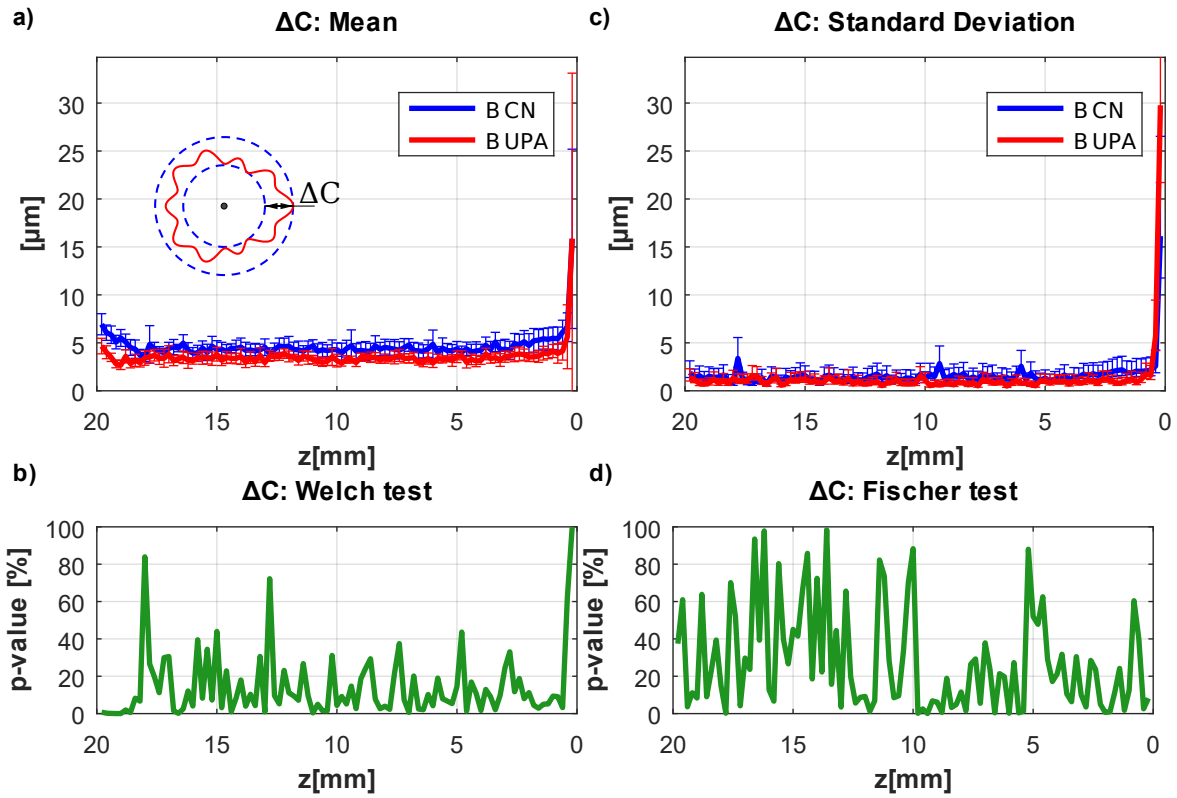 a)
ΔC: Mean
[µm]
30
25
20
15
10
5
0
B CN
B UPA
ΔC
20
15
10
5
0
z[mm]
c)
ΔC: Standard Deviation
[µm]
30
25
20
15
10
5
0
B CN
B UPA
20
15
10
5
0
z[mm]
b)
ΔC: Welch test
p-value [%]
100
80
60
40
20
0
20
15
10
5
0
z[mm]
d)
ΔC: Fischer test
p-value [%]
100
80
60
40
20
0
20
15
10
5
0
z[mm]